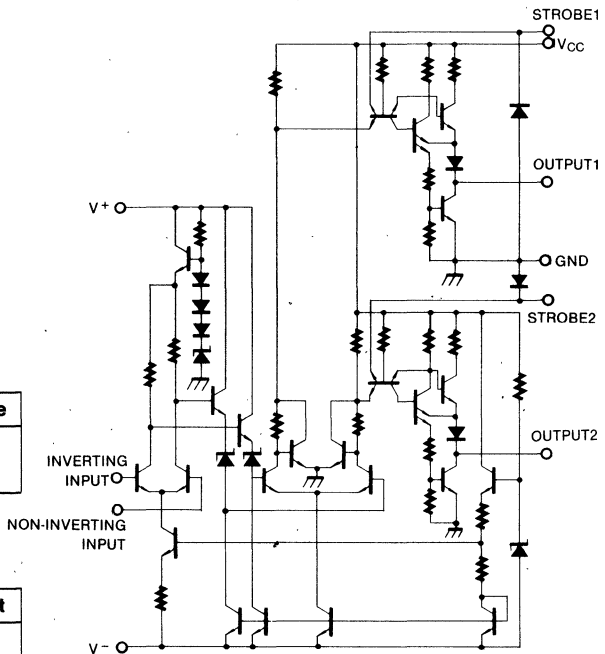 STROBE1
VCC
OUTPUT1
V+
GND
STROBE2
e
OUTPUT2
INVERTING
INPUT
NON-INVERTING
INPUT
t
V-